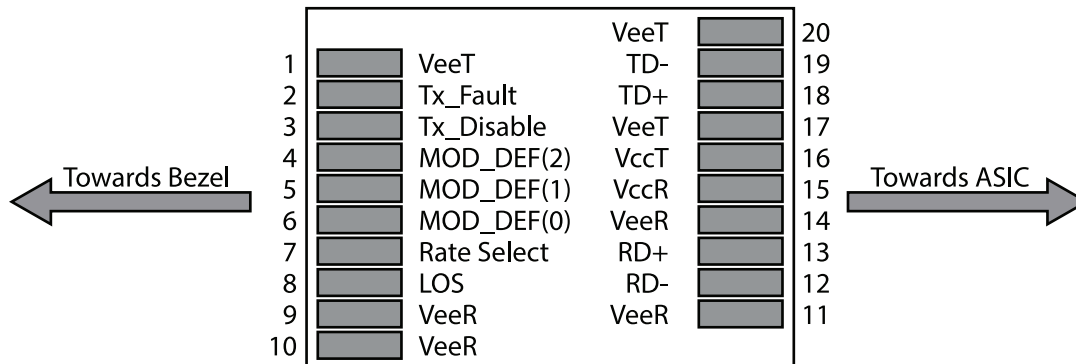 VeeT 20
1 VeeT TD- 19
2 Tx_Fault TD+ 18
3 Tx_Disable VeeT 17
4 MOD_DEF(2) VccT 16
Towards Bezel 5 MOD_DEF(1) VccR 15 Towards ASIC
6 MOD_DEF(0) VeeR 14
7 Rate Select RD+ 13
8 LOS RD- 12
9 VeeR VeeR 11
10 VeeR